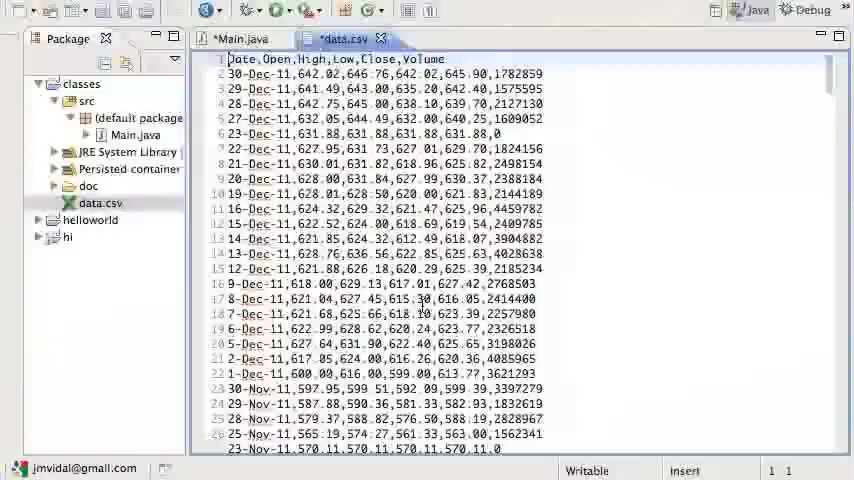 Java
Debug
Package
*Main.java
*data.csv
classes
src
(default package
Main.java
JRE System Library
Persisted container
doc
data.csv
helloworld
hi
1 Date,Open,High,Low,Close,Volume
2 30-Dec-11,642.02,646.76,642.02,645.90,1782859
3 29-Dec-11,641.49,643.00,635.20,642.40,1575595
4 28-Dec-11,642.75,645.00,638.10,639.70,2127130
5 27-Dec-11,632.05,644.49,632.00,640.25,1609052
6 23-Dec-11,631.88,631.88,631.88,631.88,0
7 22-Dec-11,627.95,631 73,627 01,629.70,1824156
8 21-Dec-11,630.01,631.82,618.96,625.82,2498154
9 20-Dec-11,628.00,631.84,627.99,630.37,2388184
10 19-Dec-11,628.01,628.50,620.00,621.83,2144189
11 16-Dec-11,624.32,629.32,621.47,625.96,4459782
12 15-Dec-11,622.52,624.00,618.69,619.54,2409785
13 14-Dec-11,621.85,624.32,612.49,618.07,3904882
14 13-Dec-11,628.76,636.56,622.85,625.63,4028638
15 12-Dec-11,621.88,626.18,620.29,625.39,2185234
16 9-Dec-11,618.00,629.13,617.01,627.42,2768503
17 8-Dec-11,621.04,627.45,615.30,616.05,2414400
18 7-Dec-11,621.68,625.66,618.10,623.39,2257980
19 6-Dec-11,622.99,628.62,620.24,623.77,2326518
20 5-Dec-11,627.64,631.90,622.40,625.65,3198026
21 2-Dec-11,617.05,624.00,616.26,620.36,4085965
22 1-Dec-11,600.00,616.00,599.00,613.77,3621293
23 30-Nov-11,597.95,599 51,592 09,599.39,3397279
24 29-Nov-11,587.88,590.36,581.33,582.93,1832619
25 28-Nov-11,579.37,588.82,576.50,588.19,2828967
26 25-Nov-11,565.19,574.27,561.33,563.00,1562341
23-Nov-11,570.11,570.11,570.11,570.11,0
jmvidal@gmail.com
Writable
Insert
1 1